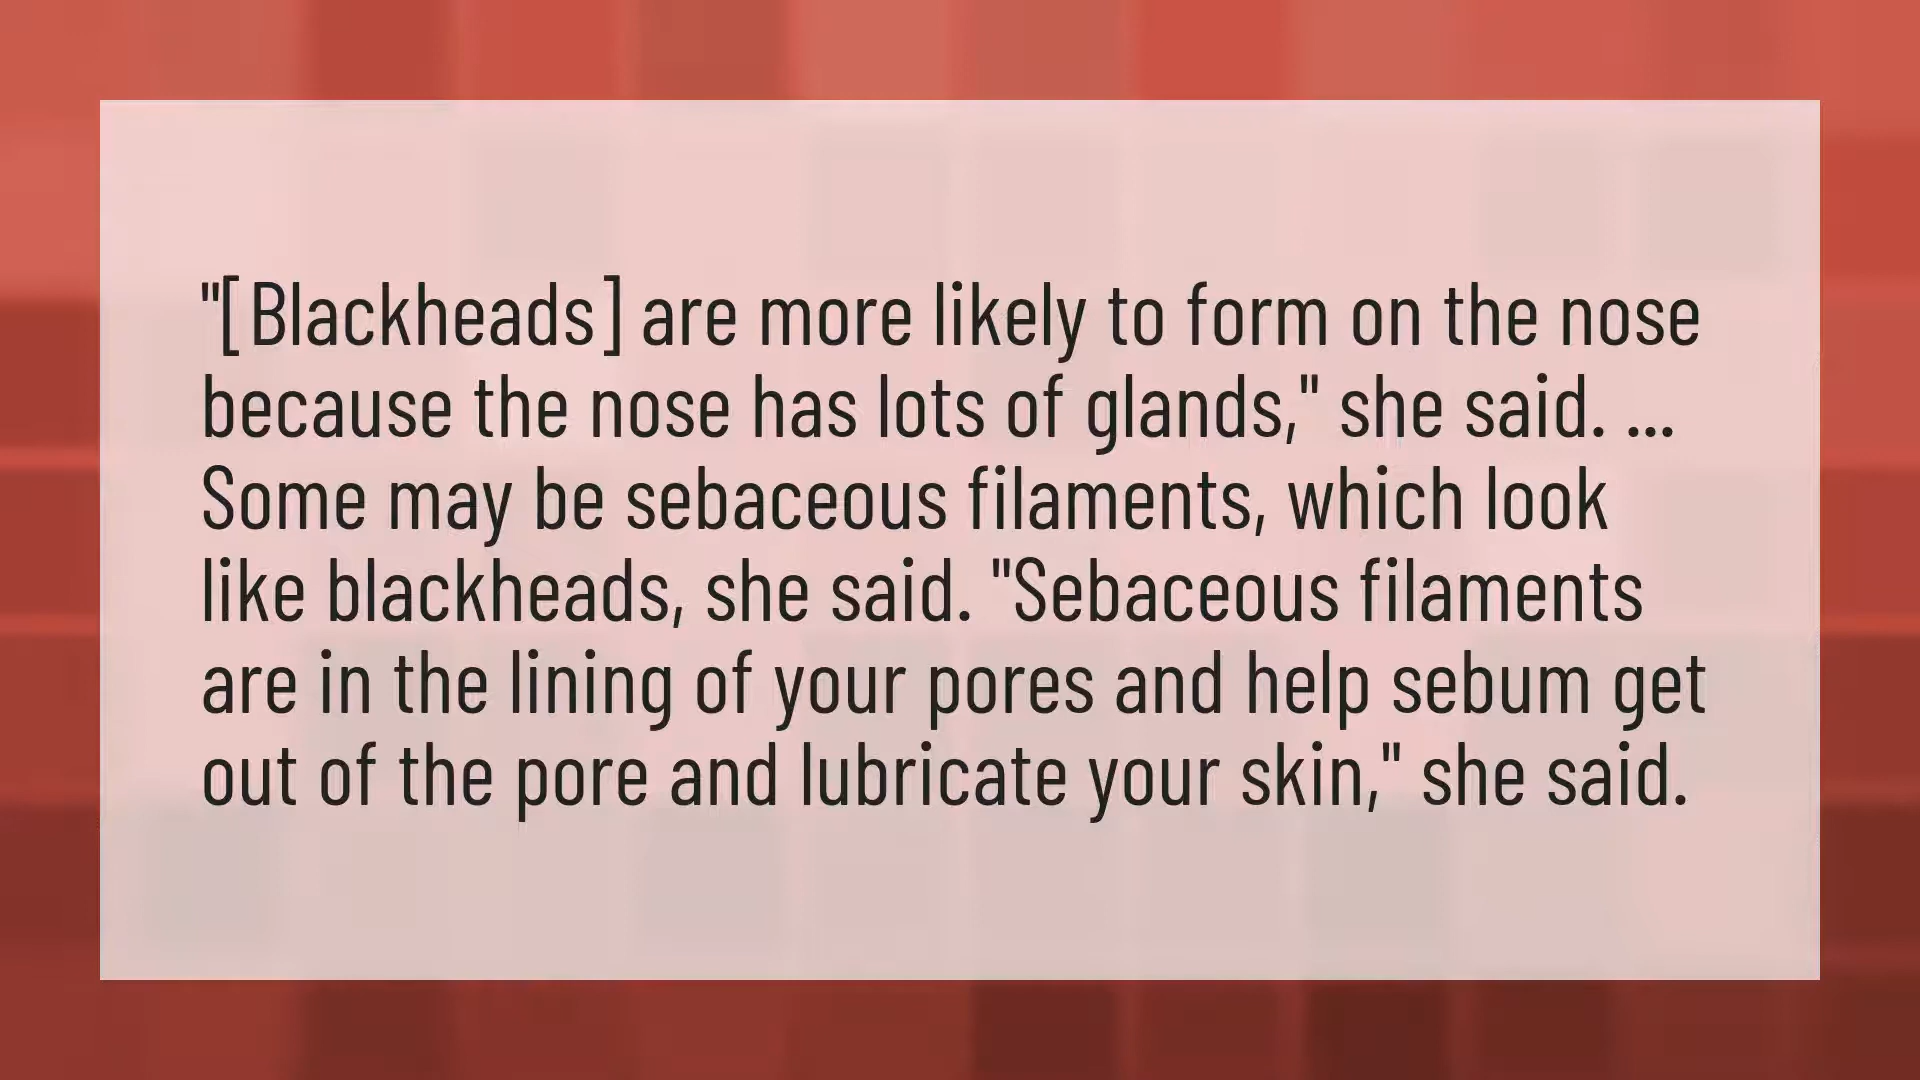 "[Blackheads] are more likely to form on the nose
because the nose has lots of glands," she said. ...
Some may be sebaceous filaments, which look
like blackheads, she said. "Sebaceous filaments
are in the lining of your pores and help sebum get
out of the pore and lubricate your skin," she said.